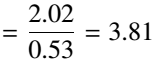 = 2.02/0.53 = 3.81